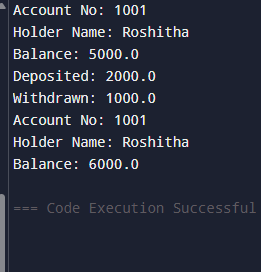 Account No: 1001
Holder Name: Roshitha
Balance: 5000.0
Deposited: 2000.0
Withdrawn: 1000.0
Account No: 1001
Holder Name: Roshitha
Balance: 6000.0
=== Code Execution Successful